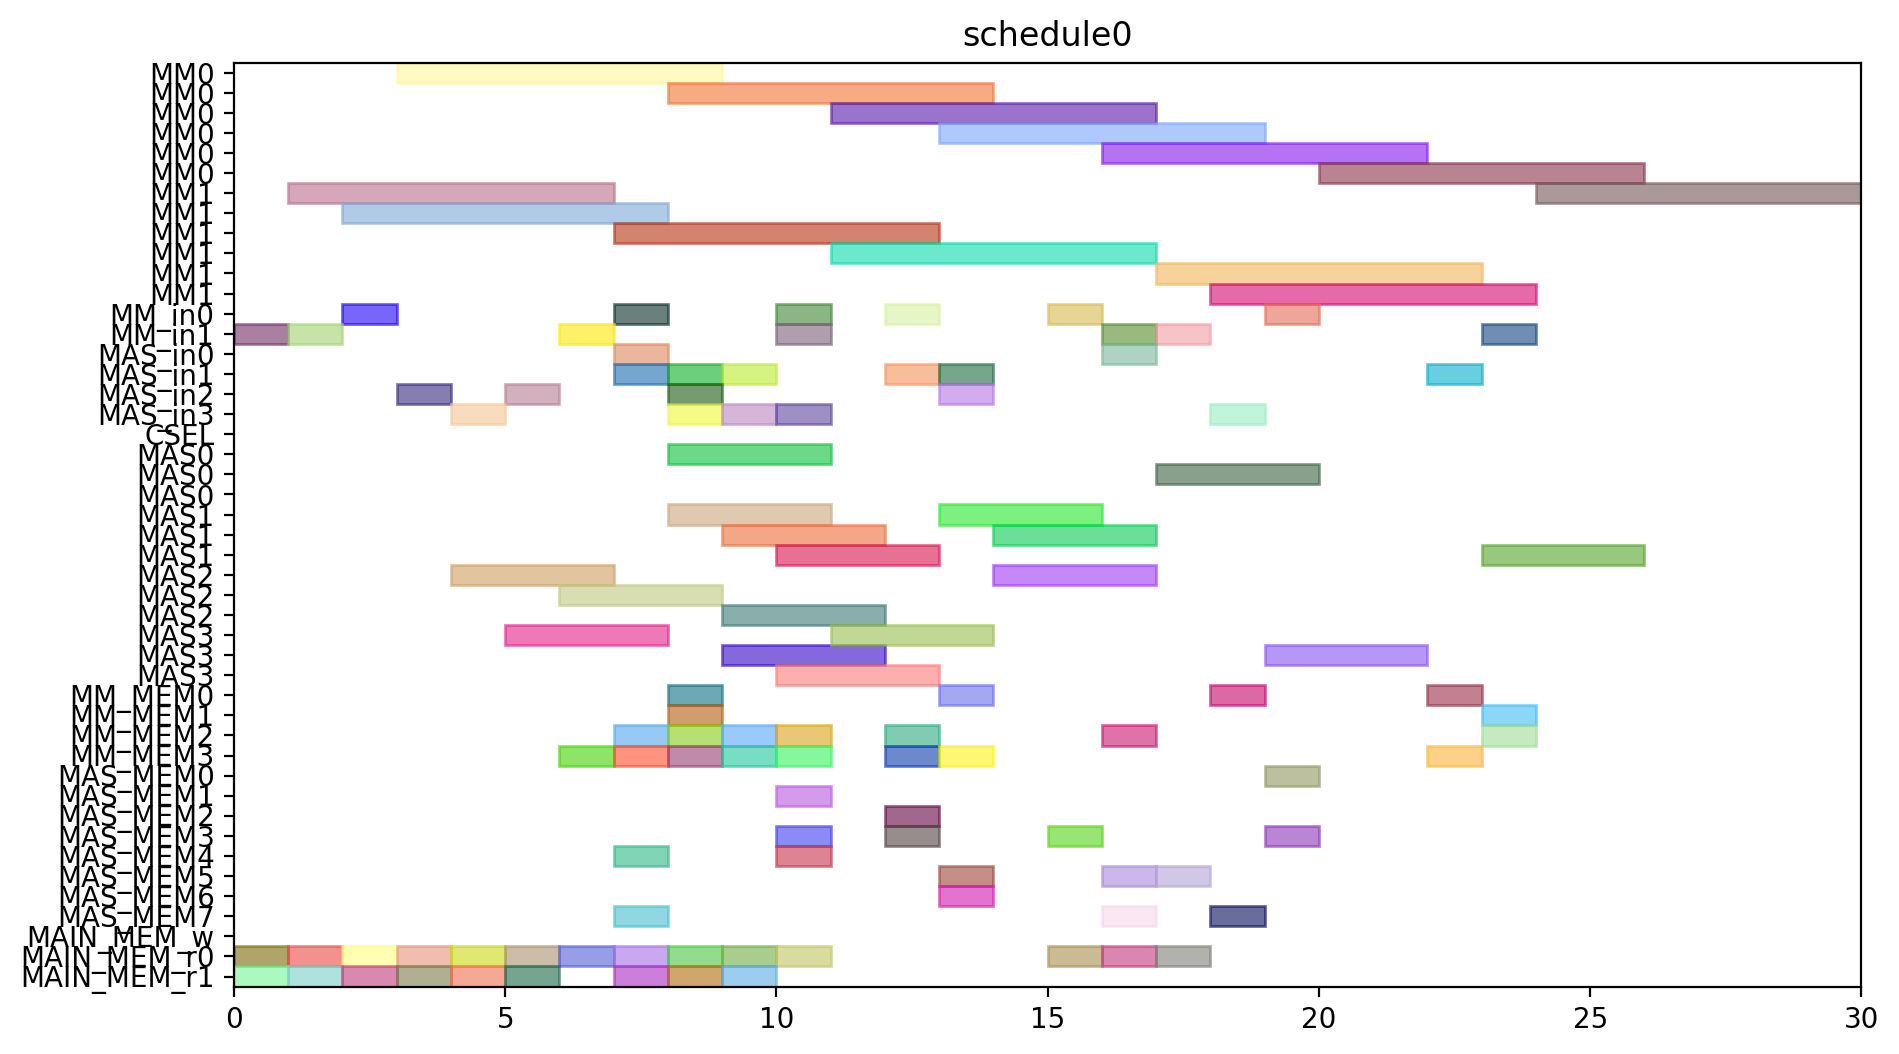 schedule0
MM0
MM0
MM0
MM0
MM0
MM0
MM1
MM1
MM1
MM1
MM1
MM1
MM_in0
MM_in1
MAS_in0
MAS_in1
MAS_in2
MAS_in3
CSEL
MAS0
MAS0
MAS0
MAS1
MAS1
MAS1
MAS2
MAS2
MAS2
MAS3
MAS3
MAS3
MM_MEM0
MM_MEM1
MM_MEM2
MM_MEM3
MAS_MEM0
MAS_MEM1
MAS_MEM2
MAS_MEM3
MAS_MEM4
MAS_MEM5
MAS_MEM6
MAS_MEM7
MAIN_MEM_w
MAIN_MEM_r0
MAIN_MEM_r1
0 5 10 15 20 25 30